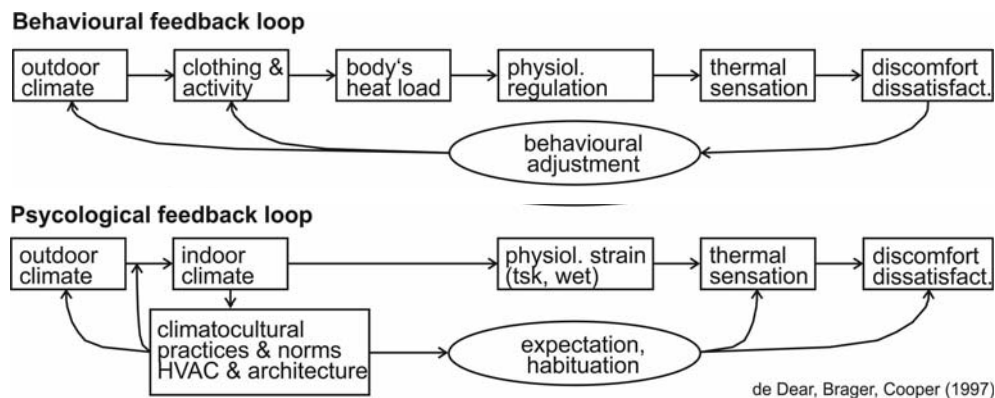 Behavioural feedback loop
outdoor
climate
clothing &
activity
body's
heat load
physiol.
regulation
thermal
sensation
discomfort
dissatisfact.
behavioural
adjustment
Psycological feedback loop
outdoor
climate
indoor
climate
physiol. strain
(tsk, wet)
thermal
sensation
discomfort
dissatisfact.
climatocultural
practices & norms
HVAC & architecture
expectation,
habituation
de Dear, Brager, Cooper (1997)